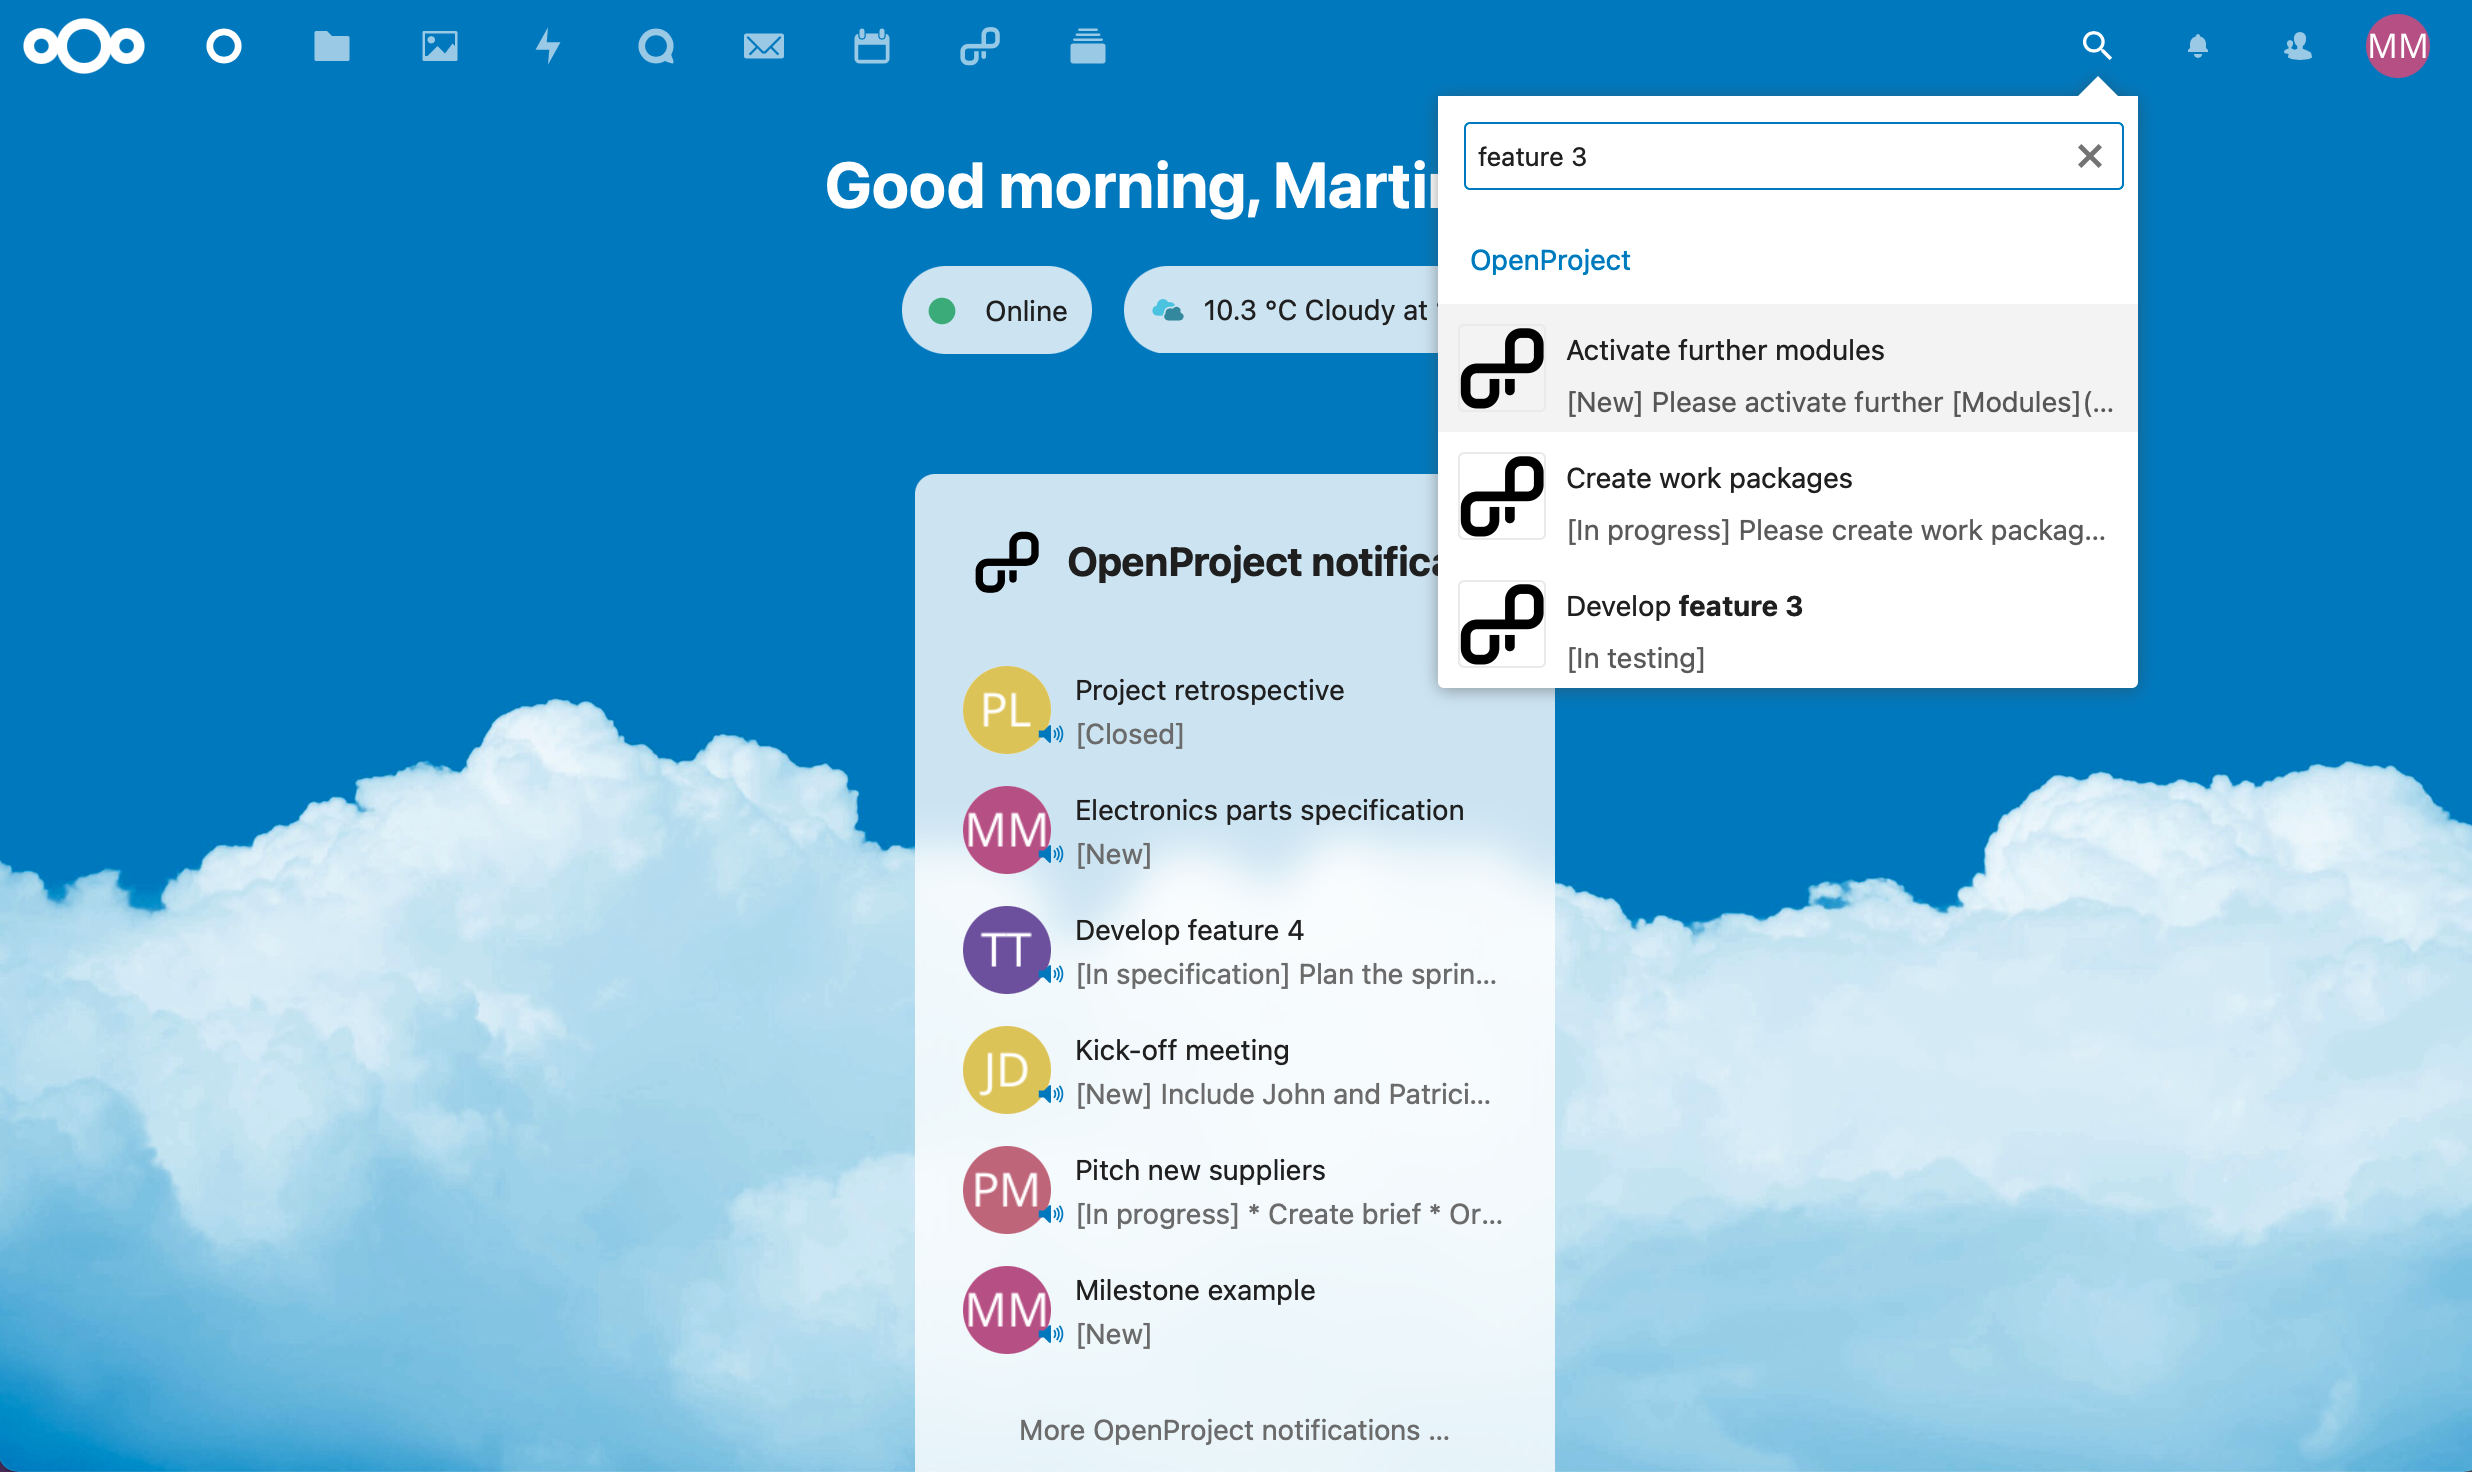 MM
Good morning, Martin
Online
10.3 °C Cloudy at
feature 3
OpenProject
Activate further modules
[New] Please activate further [Modules](...
Create work packages
[In progress] Please create work packag...
Develop feature 3
[In testing]
OpenProject
PL
Project retrospective
[Closed]
MM
Electronics parts specification
[New]
TT
Develop feature 4
[In specification] Plan the sprin...
JD
Kick-off meeting
[New] Include John and Patrici...
PM
Pitch new suppliers
[In progress] * Create brief * Or...
MM
Milestone example
[New]
More OpenProject notifications ...